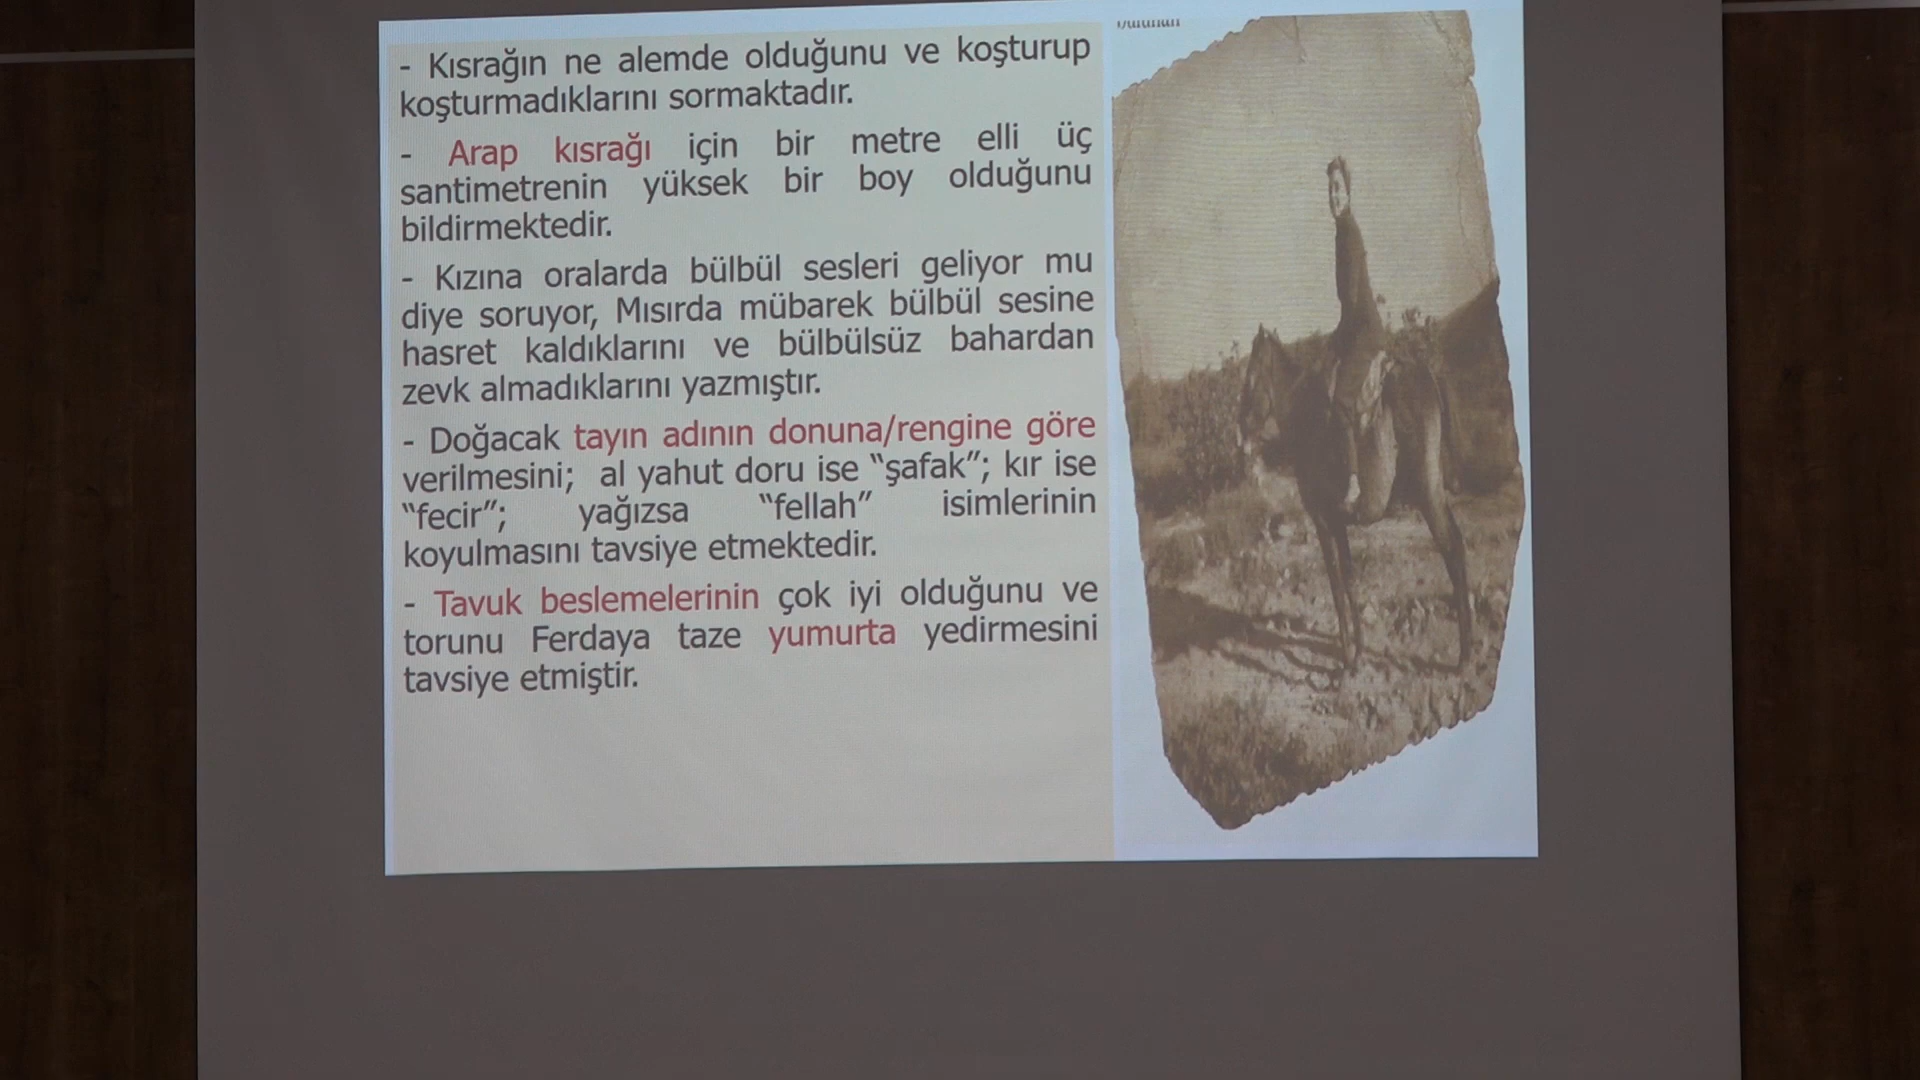 - Kısrağın ne alemde olduğunu ve koşturup
koşturmadıklarını sormaktadır.
- Arap kısrağı için bir metre elli üç
santimetrenin yüksek bir boy olduğunu
bildirmektedir.
- Kızına oralarda bülbül sesleri geliyor mu
diye soruyor, Mısırda mübarek bülbül sesine
hasret kaldıklarını ve bülbülsüz bahardan
zevk almadıklarını yazmıştır.
- Doğacak tayın adının donuna/rengine göre
verilmesini; al yahut doru ise “şafak”; kır ise
“fecir”; yağızsa “fellah” isimlerinin
koyulmasını tavsiye etmektedir.
- Tavuk beslemelerinin çok iyi olduğunu ve
torunu Ferdaya taze yumurta yedirmesini
tavsiye etmiştir.